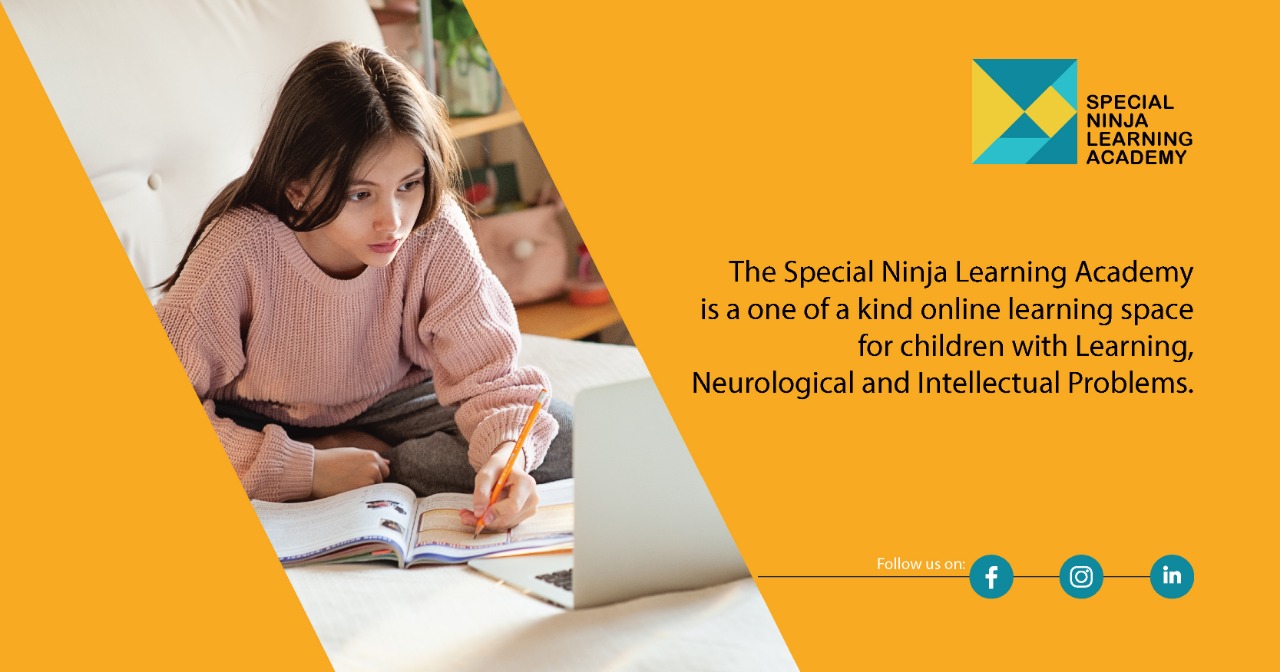 SPECIAL
NINJA
LEARNING
ACADEMY
The Special Ninja Learning Academy
is a one of a kind online learning space
for children with Learning,
Neurological and Intellectual Problems.
Follow us on:
f
in